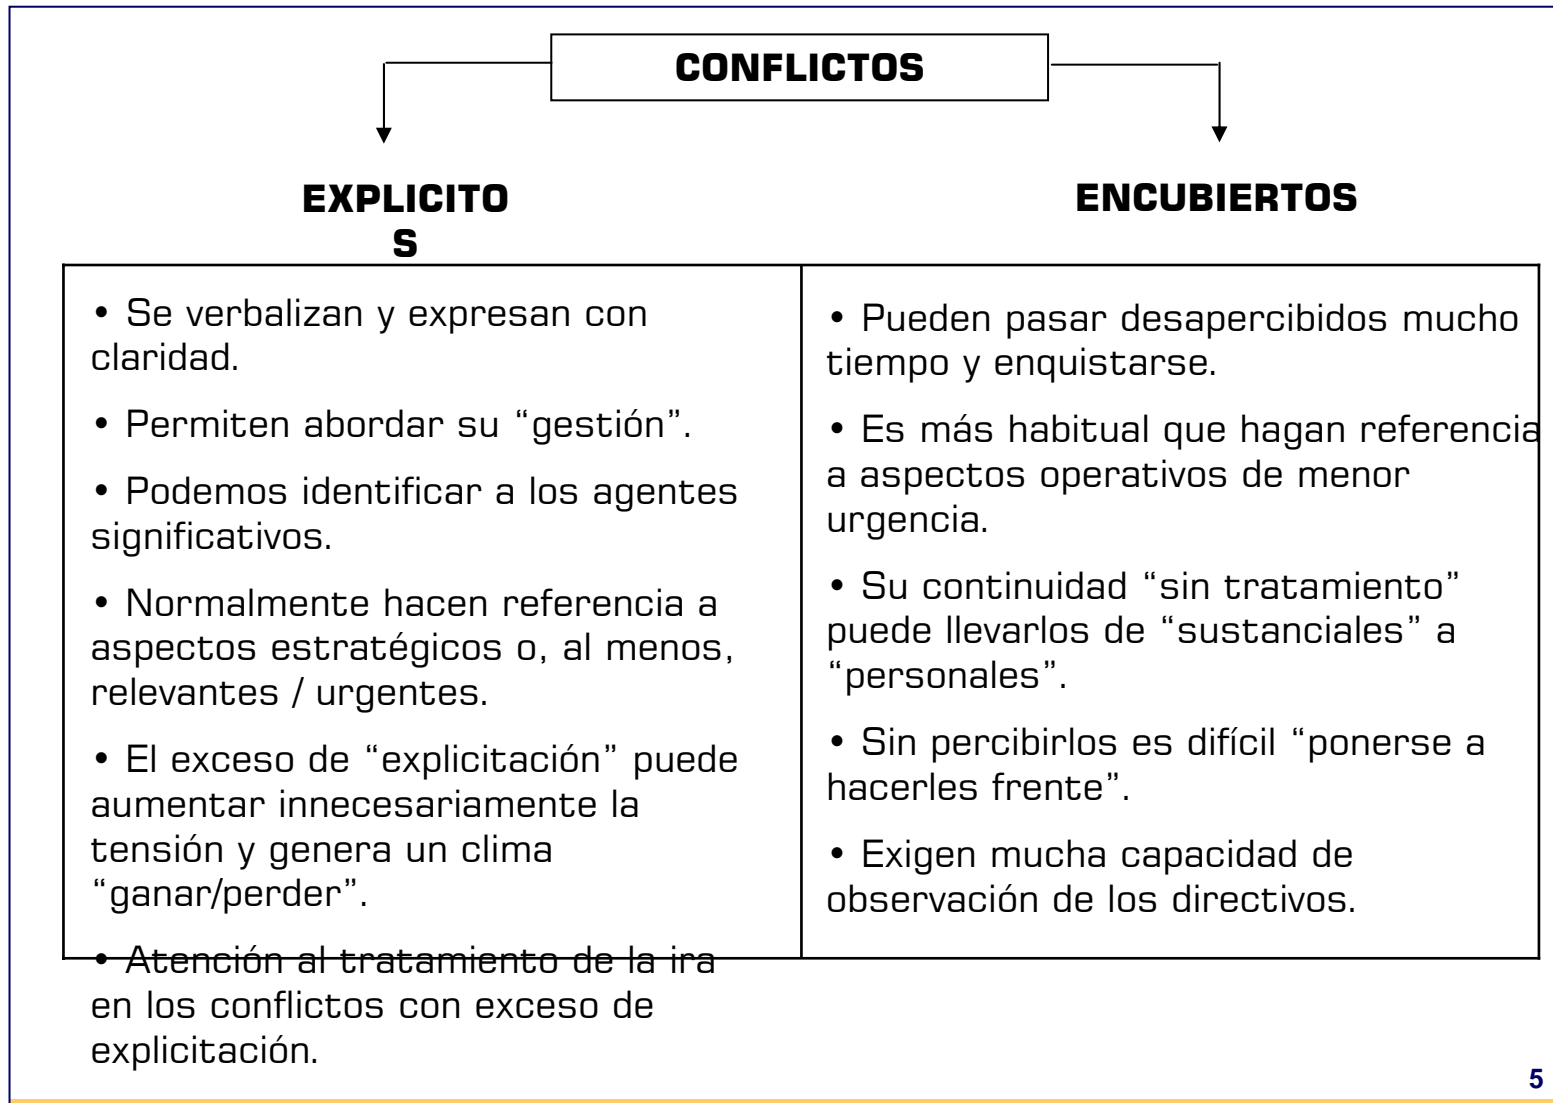 CONFLICTOS
EXPLICITO
S
ENCUBIERTOS
• Se verbalizan y expresan con
claridad.
• Permiten abordar su “gestión”.
• Podemos identificar a los agentes
significativos.
• Normalmente hacen referencia a
aspectos estratégicos o, al menos,
relevantes / urgentes.
• El exceso de “explicitación” puede
aumentar innecesariamente la
tensión y genera un clima
“ganar/perder”.
• Atención al tratamiento de la ira
en los conflictos con exceso de
explicitación.
• Pueden pasar desapercibidos mucho
tiempo y enquistarse.
• Es más habitual que hagan referencia
a aspectos operativos de menor
urgencia.
• Su continuidad “sin tratamiento”
puede llevarlos de “sustanciales” a
“personales”.
• Sin percibirlos es difícil “ponerse a
hacerles frente”.
• Exigen mucha capacidad de
observación de los directivos.
5